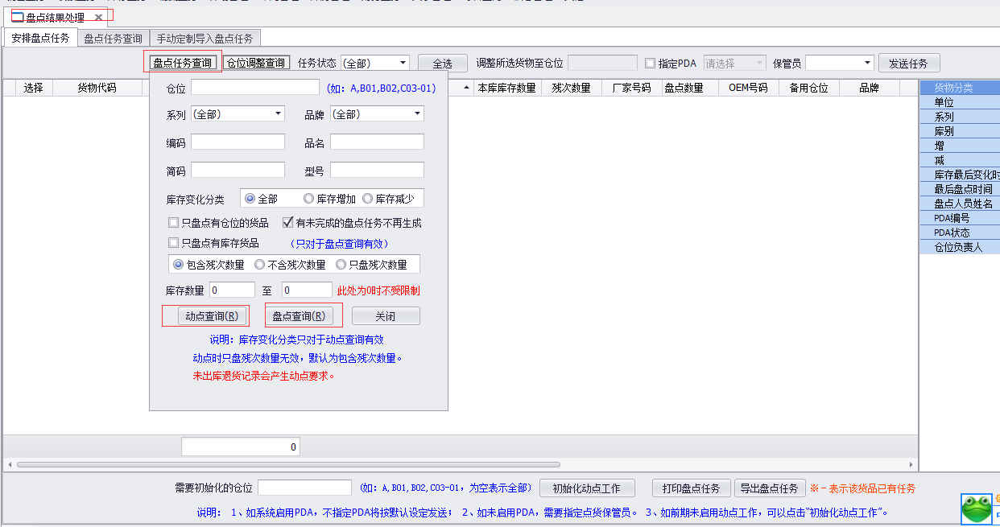 盘点结果处理
安排盘点任务 盘点任务查询 手动定制导入盘点任务
盘点任务查询 仓位调整查询 任务状态 (全部) 全选 调整所选货物至仓位 指定PDA 请选择 保管员 发送任务
选择 货物代码 本库库存数量 残次数量 厂家号码 盘点数量 OEM号码 备用仓位 品牌
仓位 (如: A,B01,B02,C03-01)
系列 (全部) 品牌 (全部)
编码 品名
简码 型号
库存变化分类 全部 库存增加 库存减少
只盘点有仓位的货品 有未完成的盘点任务不再生成
只盘点有库存货品 (只对于盘点查询有效)
包含残次数量 不含残次数量 只盘残次数量
库存数量 0 至 0 此处为0时不受限制
动点查询(R) 盘点查询(R) 关闭
说明: 库存变化分类只对于动点查询有效
动点时只盘残次数量无效，默认为包含残次数量。
未出库退货记录会产生动点要求。
货物分类
单位
系列
库别
增
减
库存最后变化时
最后盘点时间
盘点人员姓名
PDA编号
PDA状态
仓位负责人
0
需要初始化的仓位 (如: A,B01,B02,C03-01，为空表示全部) 初始化动点工作 打印盘点任务 导出盘点任务 ※－表示该货品已有任务
说明: 1、如系统启用PDA，不指定PDA将按默认设定发送; 2、如未启用PDA，需要指定点货保管员。 3、如前期未启用动点工作，可以点击“初始化动点工作”。